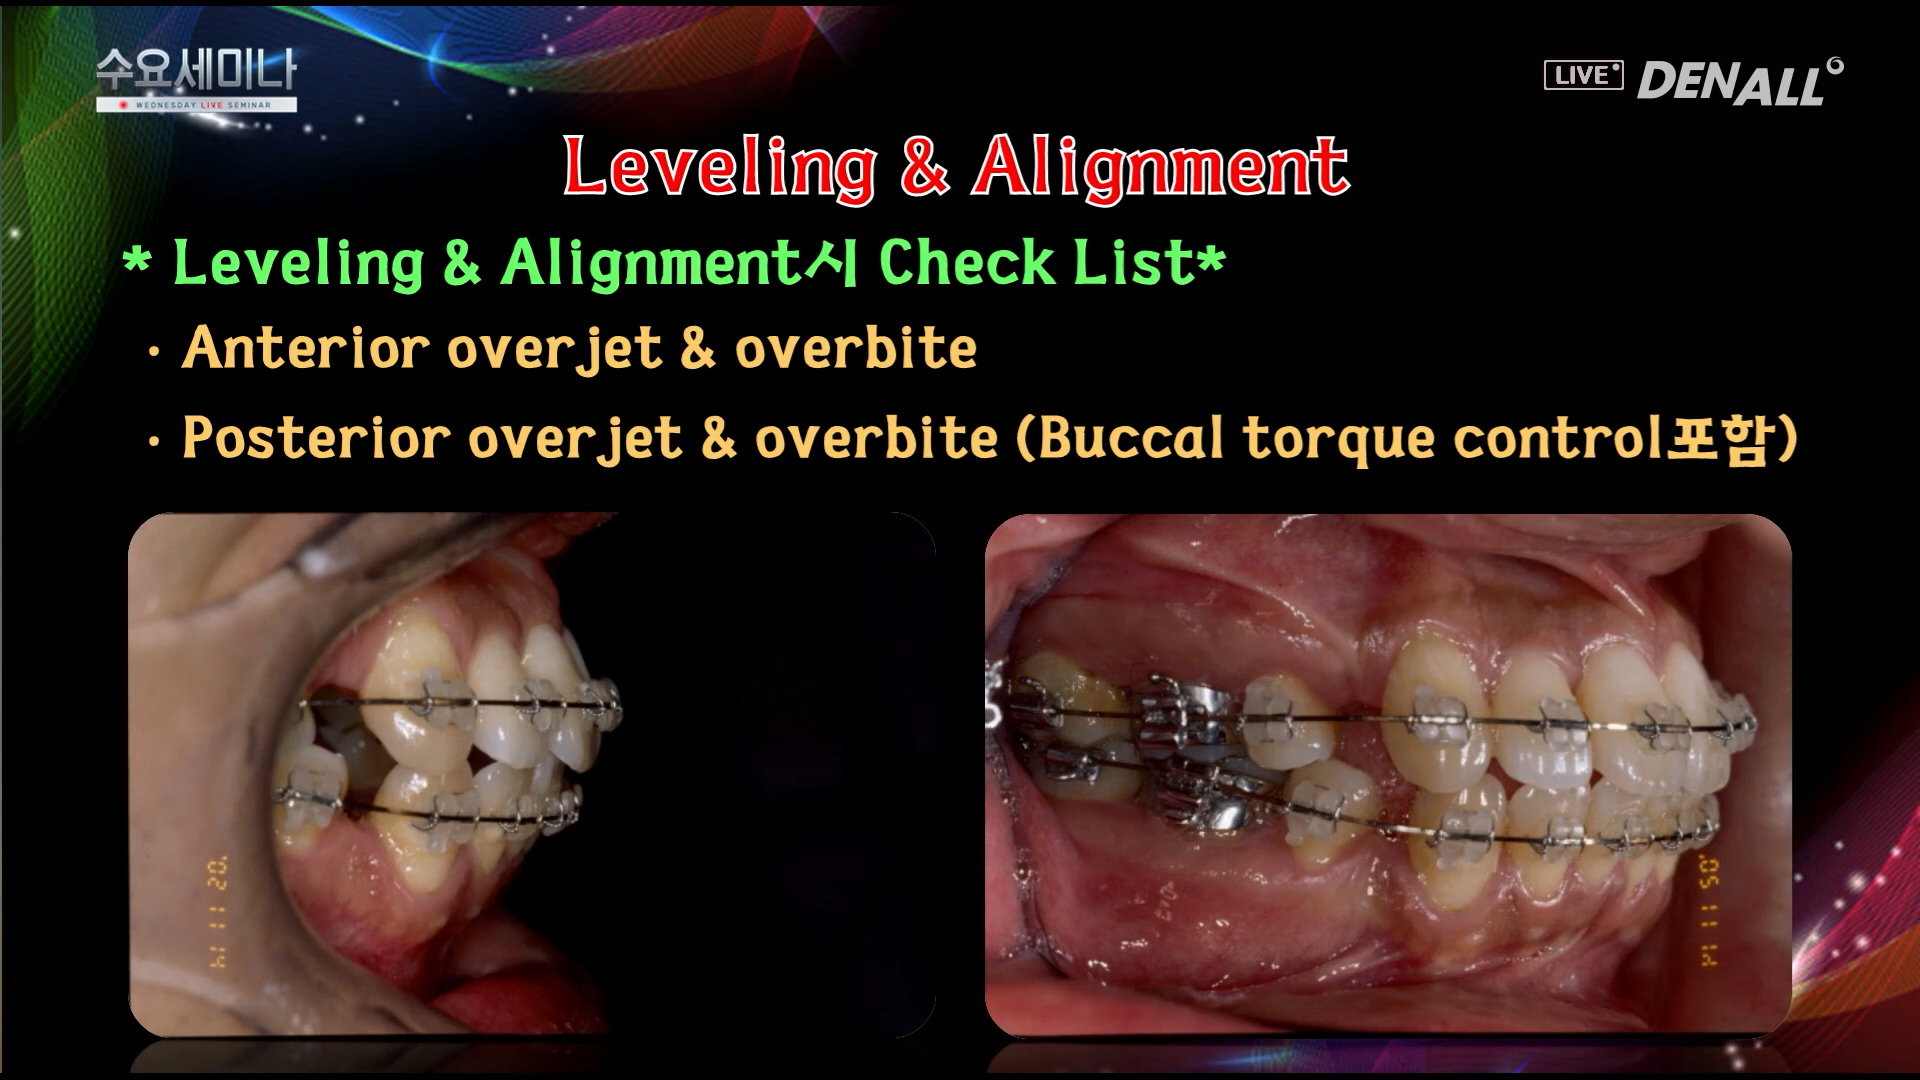 수요세미나
WEDNESDAY LIVE SEMINAR
LIVE
DENALL
Leveling & Alignment
* Leveling & Alignment시 Check List*
· Anterior overjet & overbite
· Posterior overjet & overbite (Buccal torque control포함)